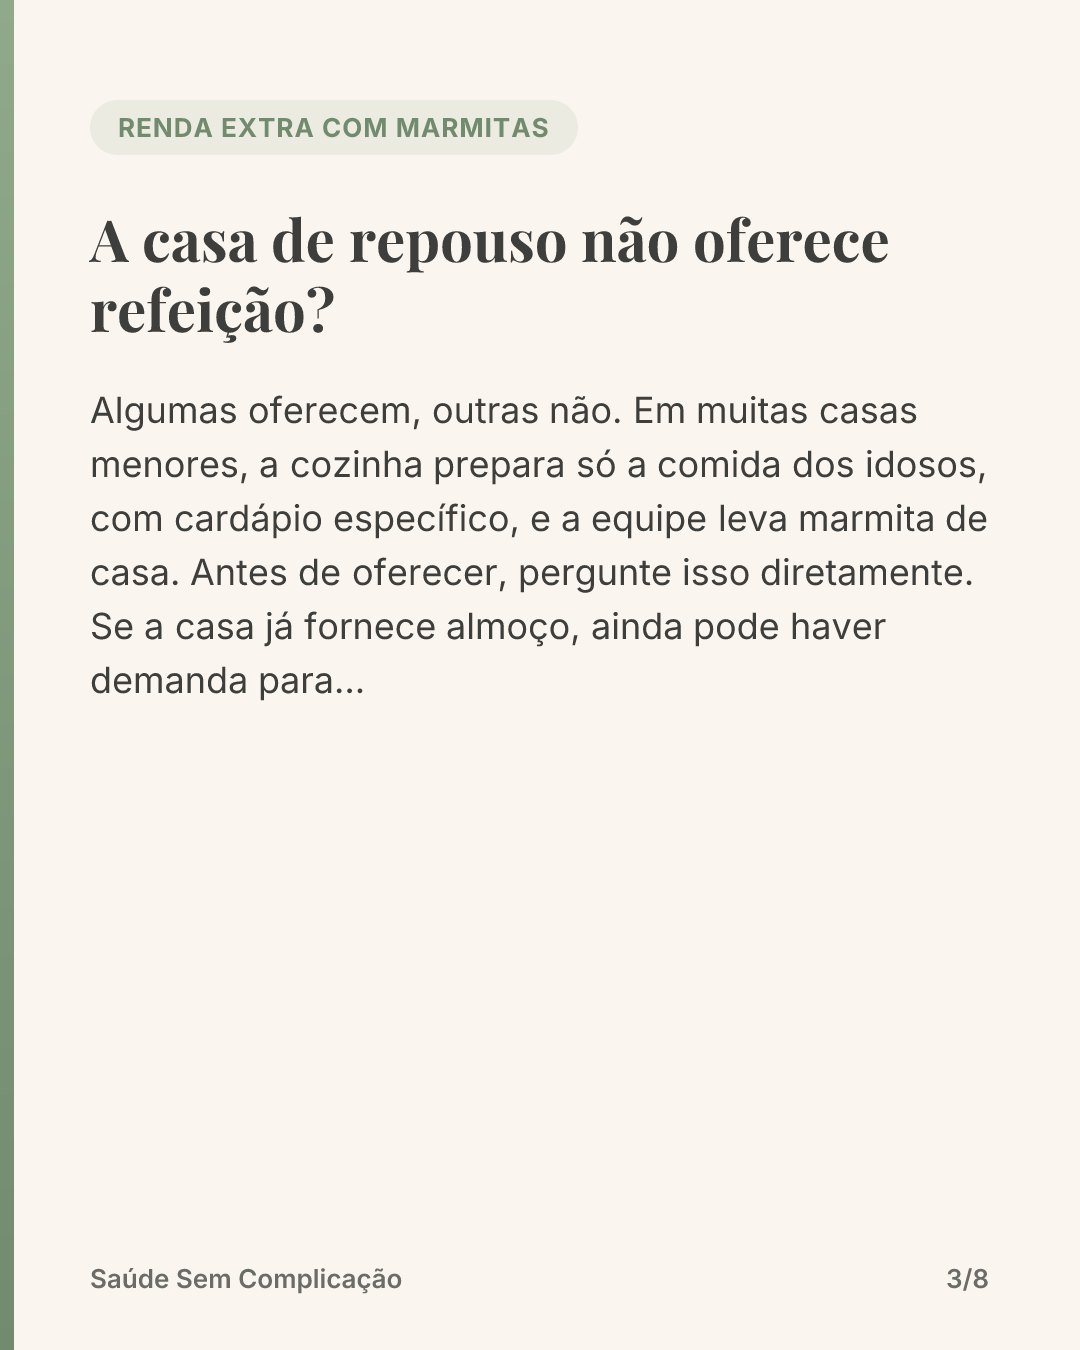 RENDA EXTRA COM MARMITAS
A casa de repouso não oferece
refeição?
Algumas oferecem, outras não. Em muitas casas
menores, a cozinha prepara só a comida dos idosos,
com cardápio específico, e a equipe leva marmita de
casa. Antes de oferecer, pergunte isso diretamente.
Se a casa já fornece almoço, ainda pode haver
demanda para...
Saúde Sem Complicação
3/8